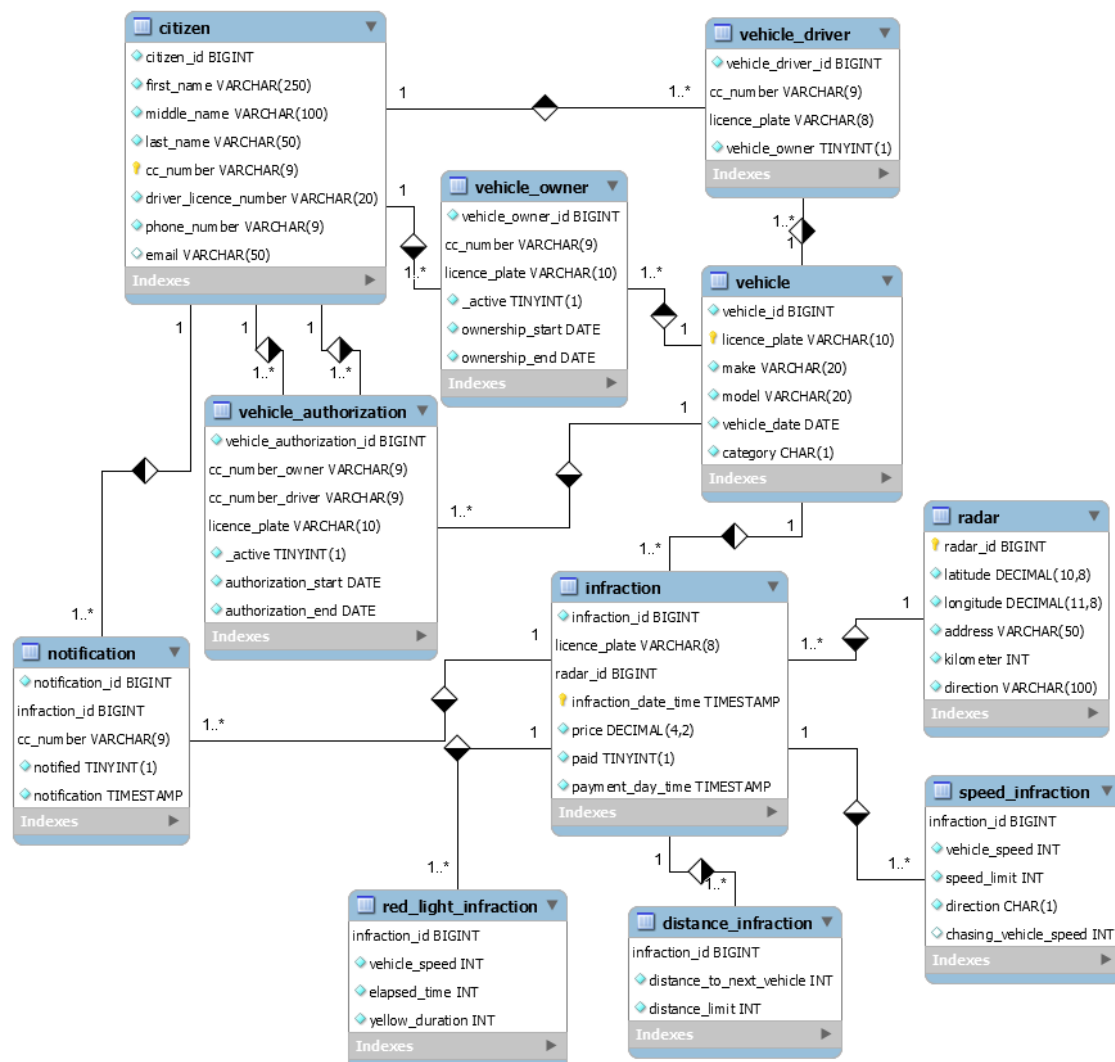 citizen
citizen_id BIGINT
first_name VARCHAR(250)
middle_name VARCHAR(100)
last_name VARCHAR(50)
cc_number VARCHAR(9)
driver_licence_number VARCHAR(20)
phone_number VARCHAR(9)
email VARCHAR(50)
Indexes
vehicle_driver
vehicle_driver_id BIGINT
cc_number VARCHAR(9)
licence_plate VARCHAR(8)
vehicle_owner TINYINT(1)
Indexes
1
1..*
vehicle_owner
vehicle_owner_id BIGINT
cc_number VARCHAR(9)
licence_plate VARCHAR(10)
_active TINYINT(1)
ownership_start DATE
ownership_end DATE
Indexes
1
1..*
1..*
1
1..*
1
vehicle
vehicle_id BIGINT
licence_plate VARCHAR(10)
make VARCHAR(20)
model VARCHAR(20)
vehicle_date DATE
category CHAR(1)
Indexes
1
1
1
1..*
1..*
vehicle_authorization
vehicle_authorization_id BIGINT
cc_number_owner VARCHAR(9)
cc_number_driver VARCHAR(9)
licence_plate VARCHAR(10)
_active TINYINT(1)
authorization_start DATE
authorization_end DATE
Indexes
1
1..*
1
1..*
radar
radar_id BIGINT
latitude DECIMAL(10,8)
longitude DECIMAL(11,8)
address VARCHAR(50)
kilometer INT
direction VARCHAR(100)
infraction
infraction_id BIGINT
licence_plate VARCHAR(8)
radar_id BIGINT
infraction_date_time TIMESTAMP
price DECIMAL(4,2)
paid TINYINT(1)
payment_day_time TIMESTAMP
Indexes
1
1..*
1..*
notification
notification_id BIGINT
infraction_id BIGINT
cc_number VARCHAR(9)
notified TINYINT(1)
notification TIMESTAMP
Indexes
1
1..*
1
1..*
1
1..*
1
1..*
speed_infraction
infraction_id BIGINT
vehicle_speed INT
speed_limit INT
direction CHAR(1)
chasing_vehicle_speed INT
Indexes
red_light_infraction
infraction_id BIGINT
vehicle_speed INT
elapsed_time INT
yellow_duration INT
Indexes
distance_infraction
infraction_id BIGINT
distance_to_next_vehicle INT
distance_limit INT
Indexes